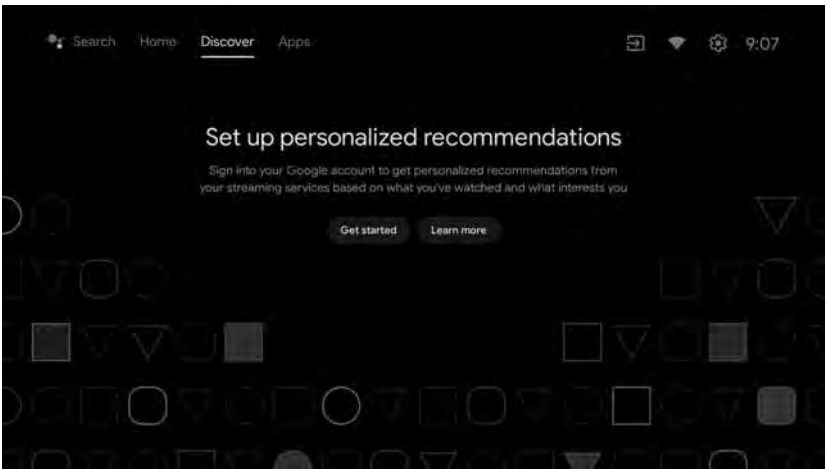 Search Home Discover Apps 9:07
Set up personalized recommendations
Sign into your Google account to get personalized recommendations from
your streaming services based on what you've watched and what interests you
Get started Learn more